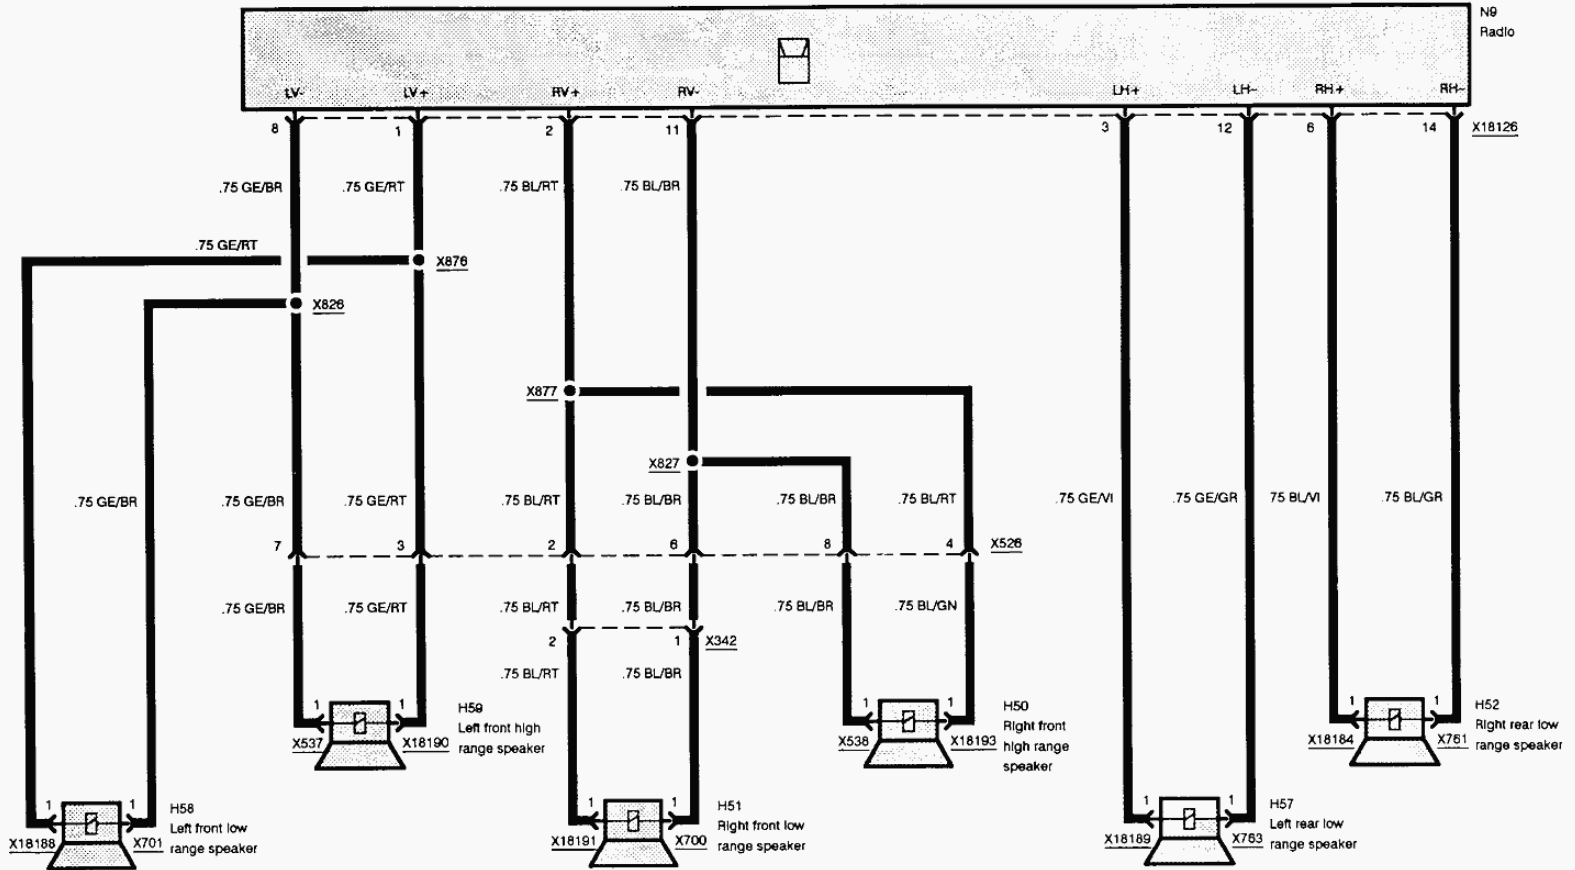 N9
Radio
LV- LV+ RV+ RV- LH+ LH- RH+ RH-
8 1 2 11 3 12 6 14 X18126
.75 GE/BR .75 GE/RT .75 BL/RT .75 BL/BR
.75 GE/RT
X876
X826
X877
X827
.75 GE/BR .75 GE/BR .75 GE/RT .75 BL/RT .75 BL/BR .75 BL/BR .75 BL/RT .75 GE/VI .75 GE/GR .75 BL/VI .75 BL/GR
7 3 2 6 8 4 X526
.75 GE/BR .75 GE/RT .75 BL/RT .75 BL/BR .75 BL/BR .75 BL/GN
2 1 X342
.75 BL/RT .75 BL/BR
1 1
X537 X18190
H59
Left front high
range speaker
1 1
X538 X18193
H50
Right front
high range
speaker
1 1
X18184 X761
H52
Right rear low
range speaker
1 1
X18188 X701
H58
Left front low
range speaker
1 1
X18191 X700
H51
Right front low
range speaker
1 1
X18189 X763
H57
Left rear low
range speaker